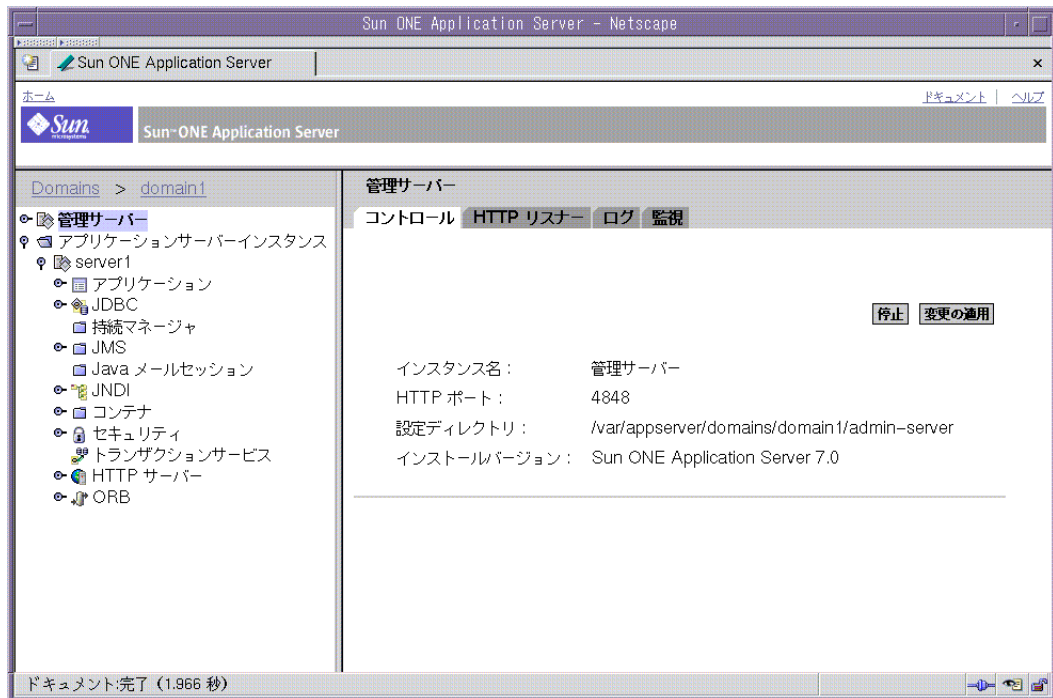 Sun ONE Application Server – Netscape
Sun ONE Application Server
ホーム
ドキュメント | ヘルプ
Sun
microsystems
Sun ONE Application Server
Domains > domain1
管理サーバー
アプリケーションサーバーインスタンス
server1
アプリケーション
JDBC
持続マネージャ
JMS
Java メールセッション
JNDI
コンテナ
セキュリティ
トランザクションサービス
HTTP サーバー
ORB
管理サーバー
コントロール HTTP リスナー ログ 監視
停止 変更の適用
インスタンス名： 管理サーバー
HTTP ポート： 4848
設定ディレクトリ： /var/appserver/domains/domain1/admin-server
インストールバージョン： Sun ONE Application Server 7.0
ドキュメント:完了 (1.966 秒)